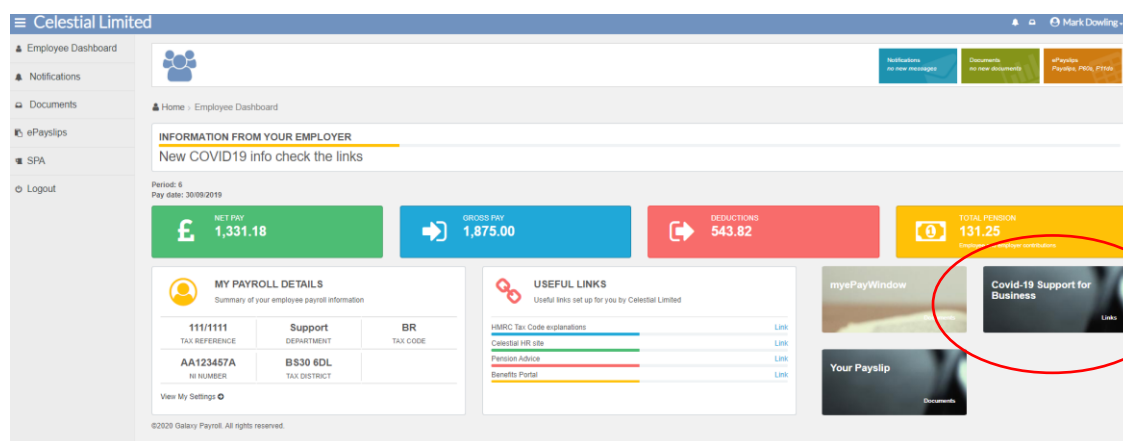 Celestial Limited
Mark Dowling
Employee Dashboard
Notifications
Documents
ePayslips
SPA
Logout
Notifications
no new messages
Documents
no new documents
ePayslips
Payslips, P60s, P11ds
Home › Employee Dashboard
INFORMATION FROM YOUR EMPLOYER
New COVID19 info check the links
Period: 6
Pay date: 30/09/2019
NET PAY
£ 1,331.18
GROSS PAY
1,875.00
DEDUCTIONS
543.82
TOTAL PENSION
131.25
employer contributions
MY PAYROLL DETAILS
Summary of your employee payroll information
111/1111 Support BR
TAX REFERENCE DEPARTMENT TAX CODE
AA123457A BS30 6DL
NI NUMBER TAX DISTRICT
View My Settings
USEFUL LINKS
Useful links set up for you by Celestial Limited
HMRC Tax Code explanations Link
Celestial HR site Link
Pension Advice Link
Benefits Portal Link
myePayWindow
Covid-19 Support for
Business
Links
Your Payslip
Documents
©2020 Galaxy Payroll. All rights reserved.